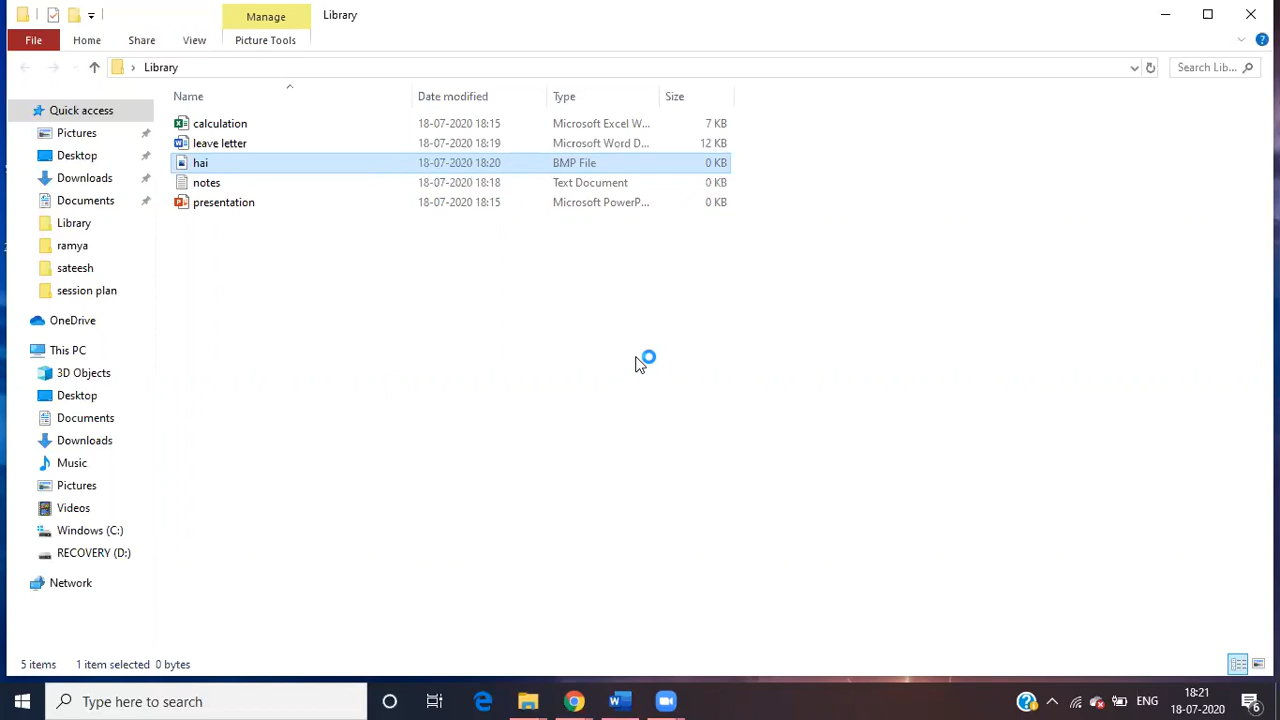 Manage
Library
File
Home
Share
View
Picture Tools
Library
Search Lib...
Name
Date modified
Type
Size
calculation 18-07-2020 18:15 Microsoft Excel W... 7 KB
leave letter 18-07-2020 18:19 Microsoft Word D... 12 KB
hai 18-07-2020 18:20 BMP File 0 KB
notes 18-07-2020 18:18 Text Document 0 KB
presentation 18-07-2020 18:15 Microsoft PowerP... 0 KB
Quick access
Pictures
Desktop
Downloads
Documents
Library
ramya
sateesh
session plan
OneDrive
This PC
3D Objects
Desktop
Documents
Downloads
Music
Pictures
Videos
Windows (C:)
RECOVERY (D:)
Network
5 items 1 item selected 0 bytes
Type here to search
ENG
18:21
18-07-2020
6